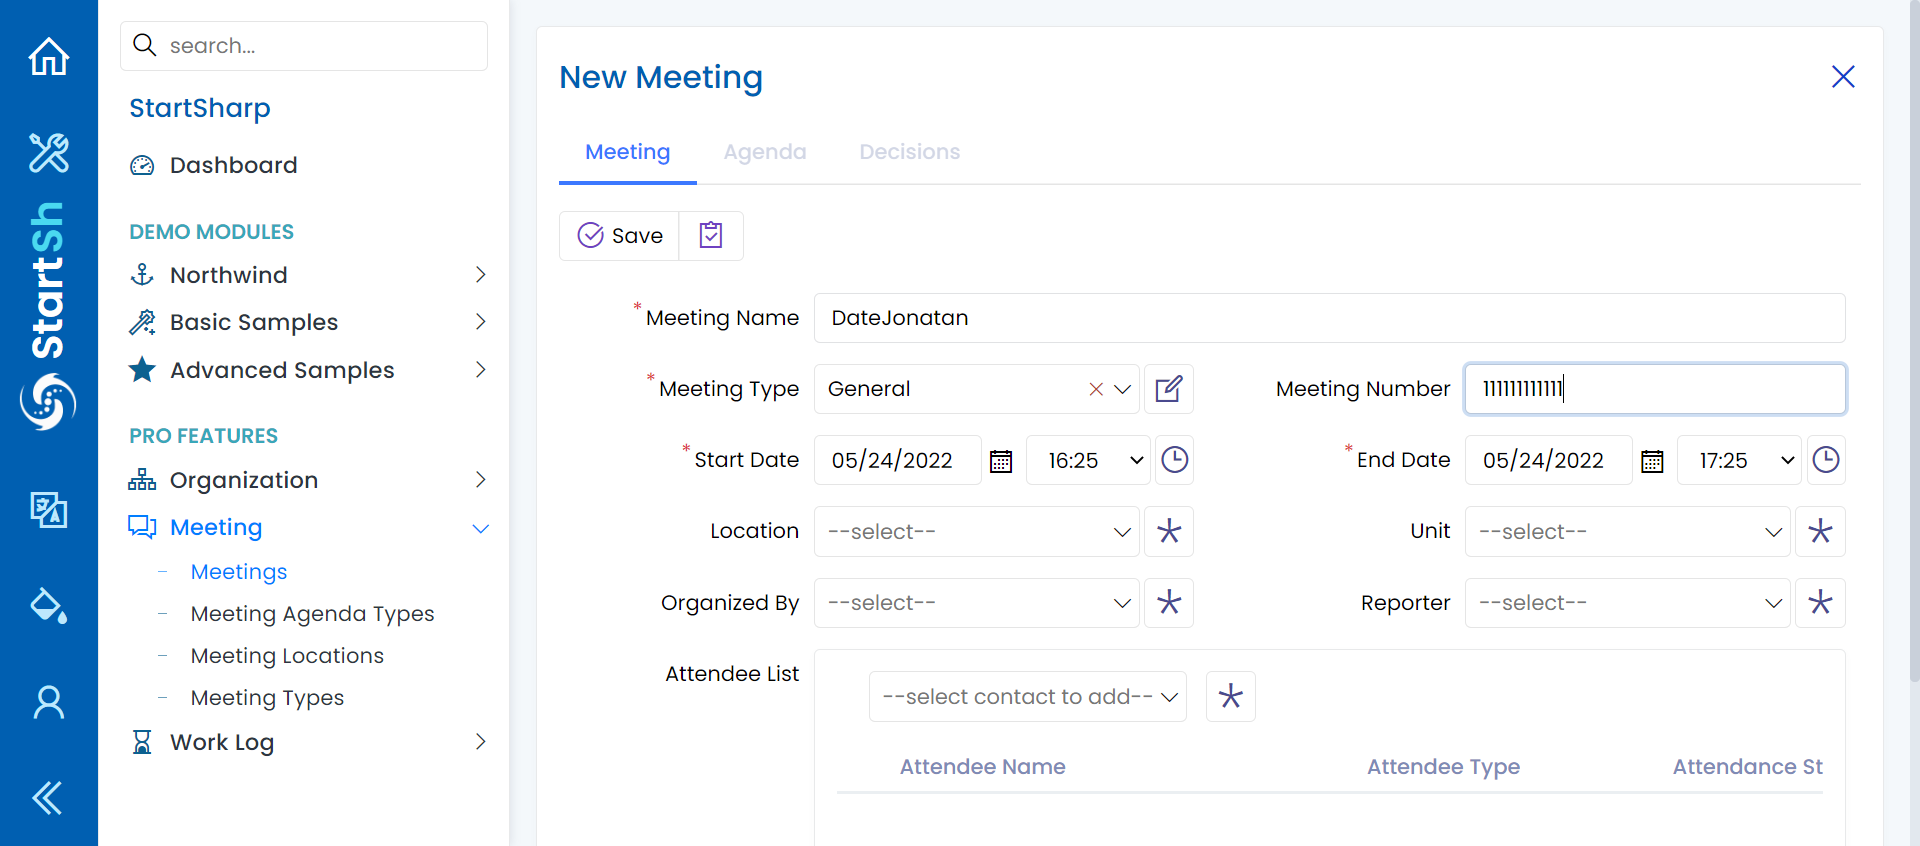 StartSh
search...
StartSharp
Dashboard
DEMO MODULES
Northwind
Basic Samples
Advanced Samples
PRO FEATURES
Organization
Meeting
Meetings
Meeting Agenda Types
Meeting Locations
Meeting Types
Work Log
New Meeting
Meeting Agenda Decisions
Save
* Meeting Name DateJonatan
* Meeting Type General Meeting Number 111111111111
* Start Date 05/24/2022 16:25 * End Date 05/24/2022 17:25
Location --select-- Unit --select--
Organized By --select-- Reporter --select--
Attendee List
--select contact to add--
Attendee Name Attendee Type Attendance St